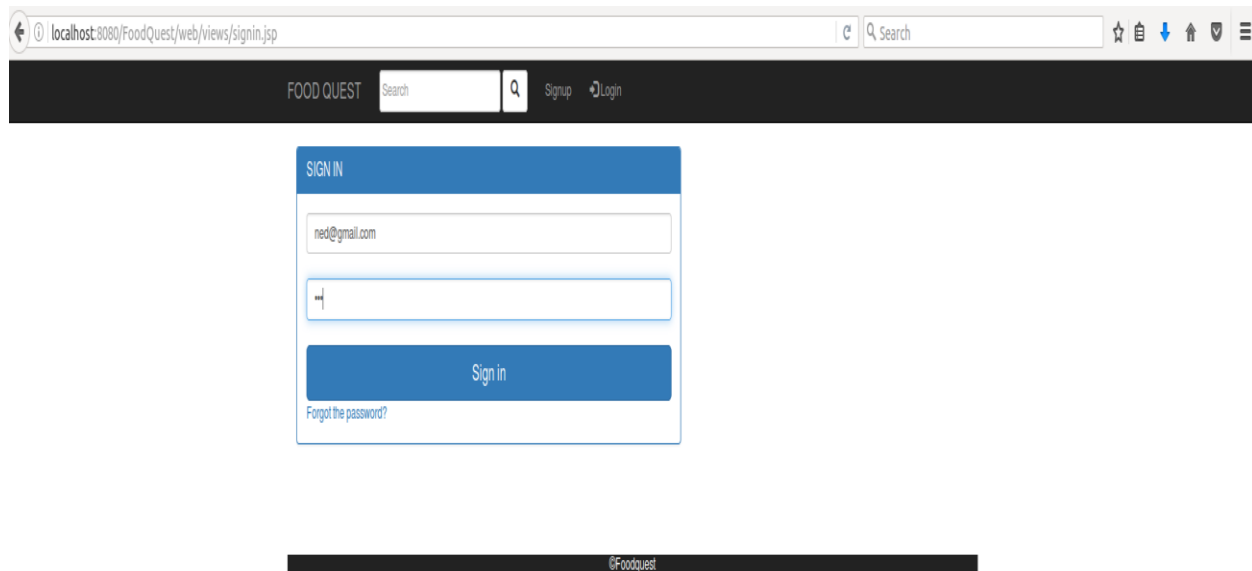 localhost:8080/FoodQuest/web/views/signin.jsp Search
FOOD QUEST Search Signup Login
SIGN IN
ned@gmail.com
•••
Sign in
Forgot the password?
©Foodquest